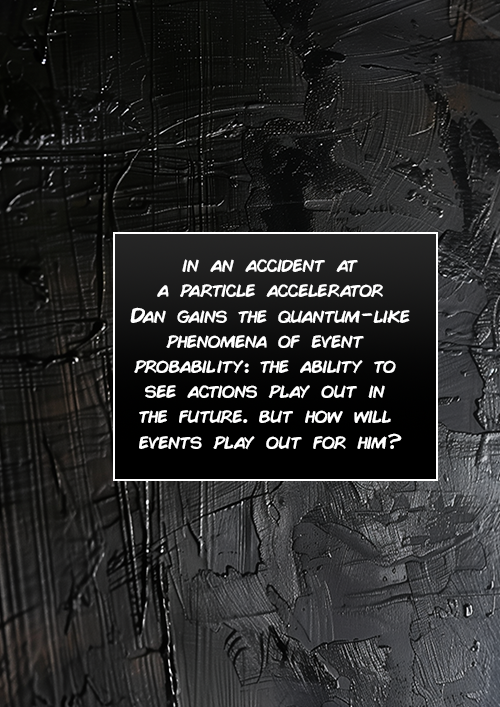 IN AN ACCIDENT AT
A PARTICLE ACCELERATOR
DAN GAINS THE QUANTUM-LIKE
PHENOMENA OF EVENT
PROBABILITY: THE ABILITY TO
SEE ACTIONS PLAY OUT IN
THE FUTURE. BUT HOW WILL
EVENTS PLAY OUT FOR HIM?